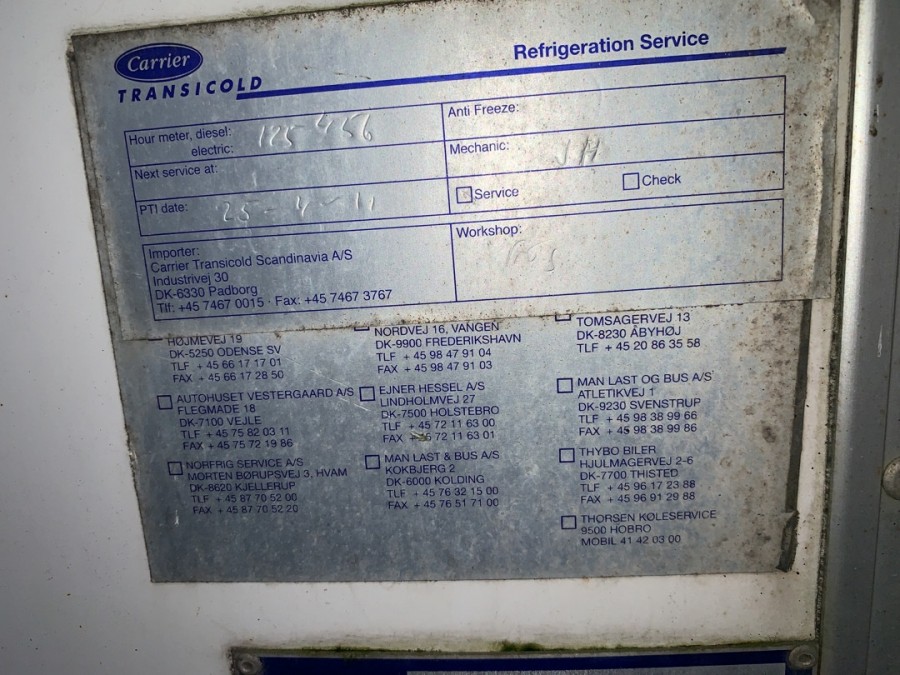 Carrier
TRANSICOLD
Refrigeration Service
Hour meter, diesel: 125 456
electric:
Next service at:
PTI date: 25-4-11
Anti Freeze:
Mechanic: JH
Service
Check
Importer:
Carrier Transicold Scandinavia A/S
Industrivej 30
DK-6330 Padborg
Tlf: +45 7467 0015 · Fax: +45 7467 3767
Workshop:
HØJMEVEJ 19
DK-5250 ODENSE SV
TLF + 45 66 17 17 01
FAX + 45 66 17 28 50
AUTOHUSET VESTERGAARD A/S
FLEGMADE 18
DK-7100 VEJLE
TLF + 45 75 82 03 11
FAX + 45 75 72 19 86
NORFRIG SERVICE A/S
MORTEN BØRUPSVEJ 3, HVAM
DK-8620 KJELLERUP
TLF + 45 87 70 52 00
FAX + 45 87 70 52 20
NORDVEJ 16, VANGEN
DK-9900 FREDERIKSHAVN
TLF + 45 98 47 91 04
FAX + 45 98 47 91 03
EJNER HESSEL A/S
LINDHOLMVEJ 27
DK-7500 HOLSTEBRO
TLF + 45 72 11 63 00
FAX + 45 72 11 63 01
MAN LAST & BUS A/S
KOKBJERG 2
DK-6000 KOLDING
TLF + 45 76 32 15 00
FAX + 45 76 51 71 00
TOMSAGERVEJ 13
DK-8230 ÅBYHØJ
TLF + 45 20 86 35 58
MAN LAST OG BUS A/S
ATLETIKVEJ 1
DK-9230 SVENSTRUP
TLF + 45 98 38 99 66
FAX + 45 98 38 99 86
THYBO BILER
HJULMAGERVEJ 2-6
DK-7700 THISTED
TLF + 45 96 17 23 88
FAX + 45 96 91 29 88
THORSEN KØLESERVICE
9500 HOBRO
MOBIL 41 42 03 00